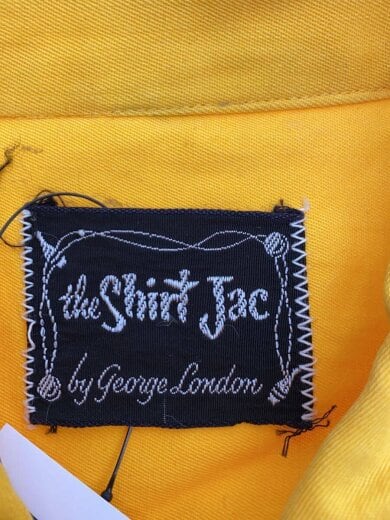 the Shirt Jac
by George London